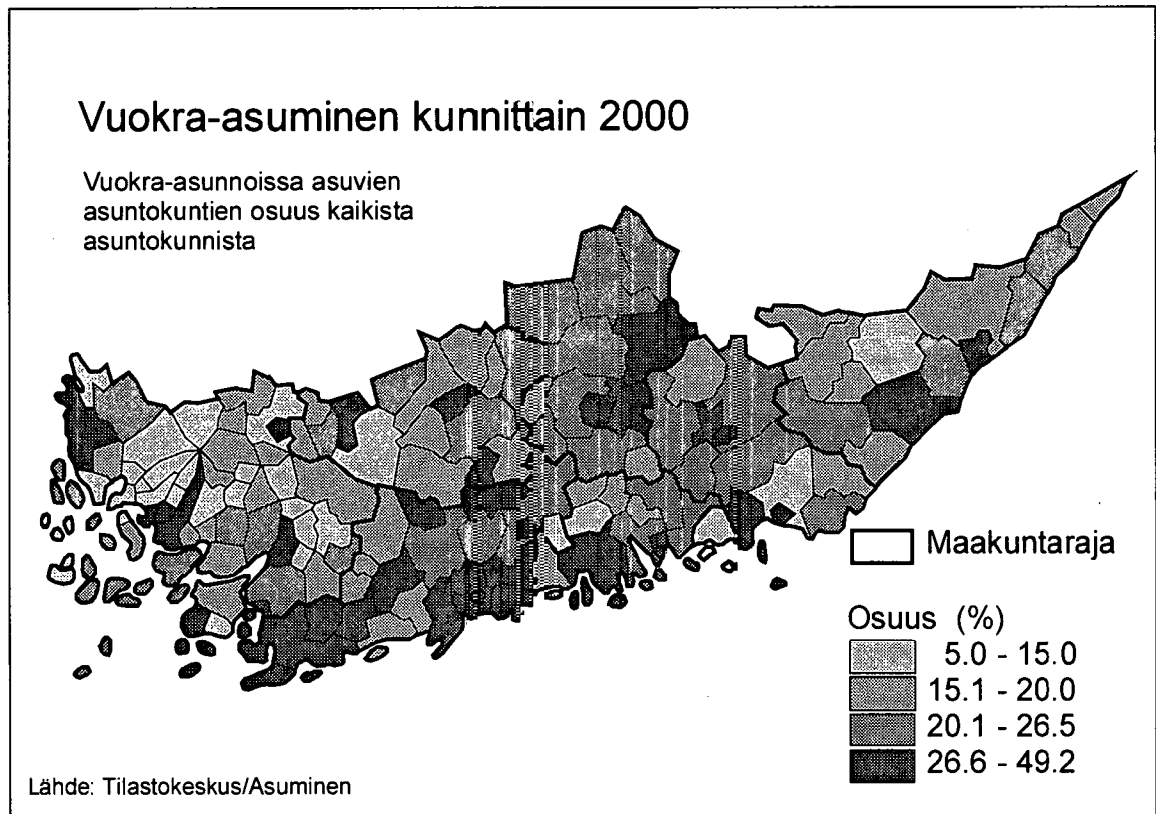 Vuokra-asuminen kunnittain 2000
Vuokra-asunnoissa asuvien
asuntokuntien osuus kaikista
asuntokunnista
Maakuntaraja
Osuus (%)
5.0 - 15.0
15.1 - 20.0
20.1 - 26.5
26.6 - 49.2
Lähde: Tilastokeskus/Asuminen